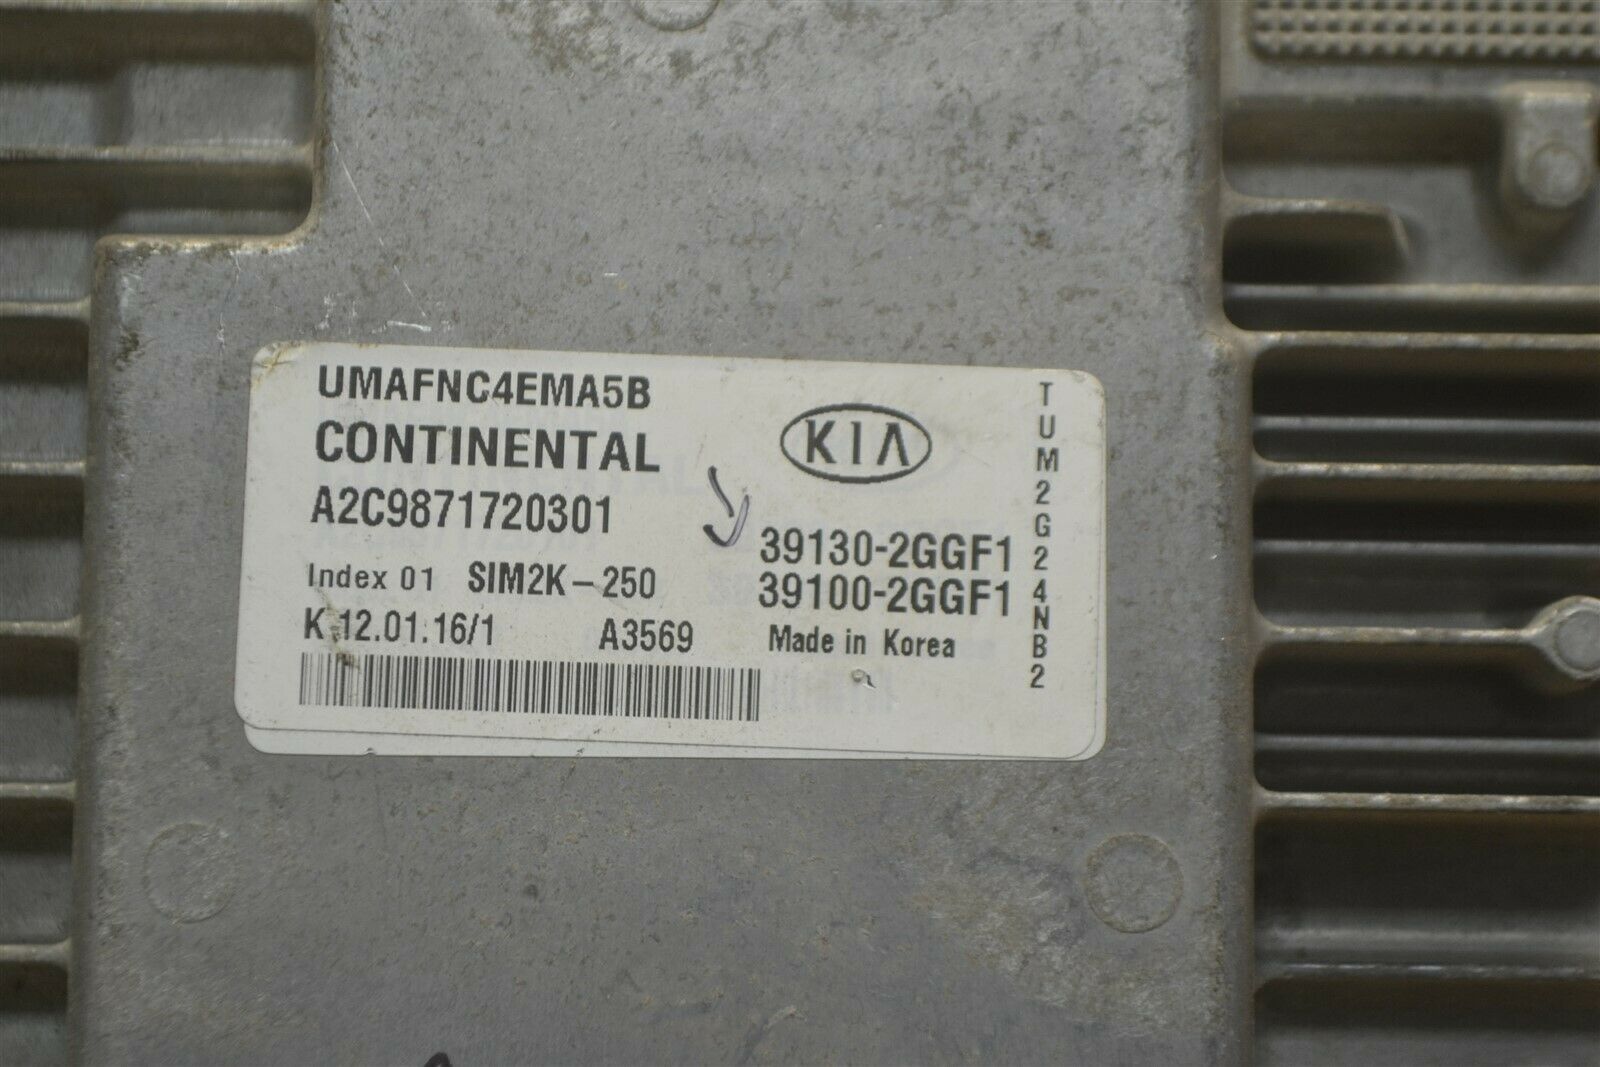 UMAFNC4EMA5B
CONTINENTAL
A2C9871720301
Index 01 SIM2K-250
K 12.01.16/1 A3569
KIA
39130-2GGF1
39100-2GGF1
Made in Korea
TUM2G24NB2